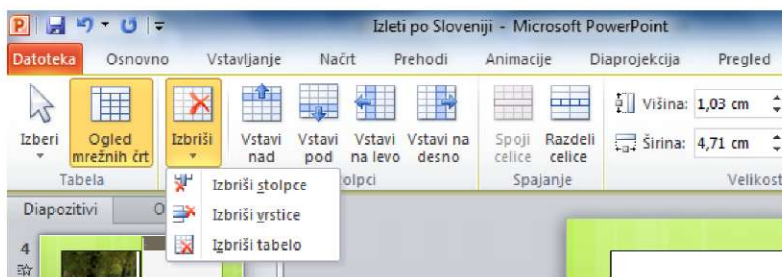 Izleti po Sloveniji - Microsoft PowerPoint
Datoteka Osnovno Vstavljanje Načrt Prehodi Animacije Diaprojekcija Pregled
Izberi Ogled mrežnih črt Izbriši Vstavi nad Vstavi pod Vstavi na levo Vstavi na desno Spoji celice Razdeli celice Višina: 1,03 cm
Širina: 4,71 cm
Tabela olpci Spajanje Velikost
Izbriši stolpce
Izbriši vrstice
Izbriši tabelo
Diapozitivi O
4